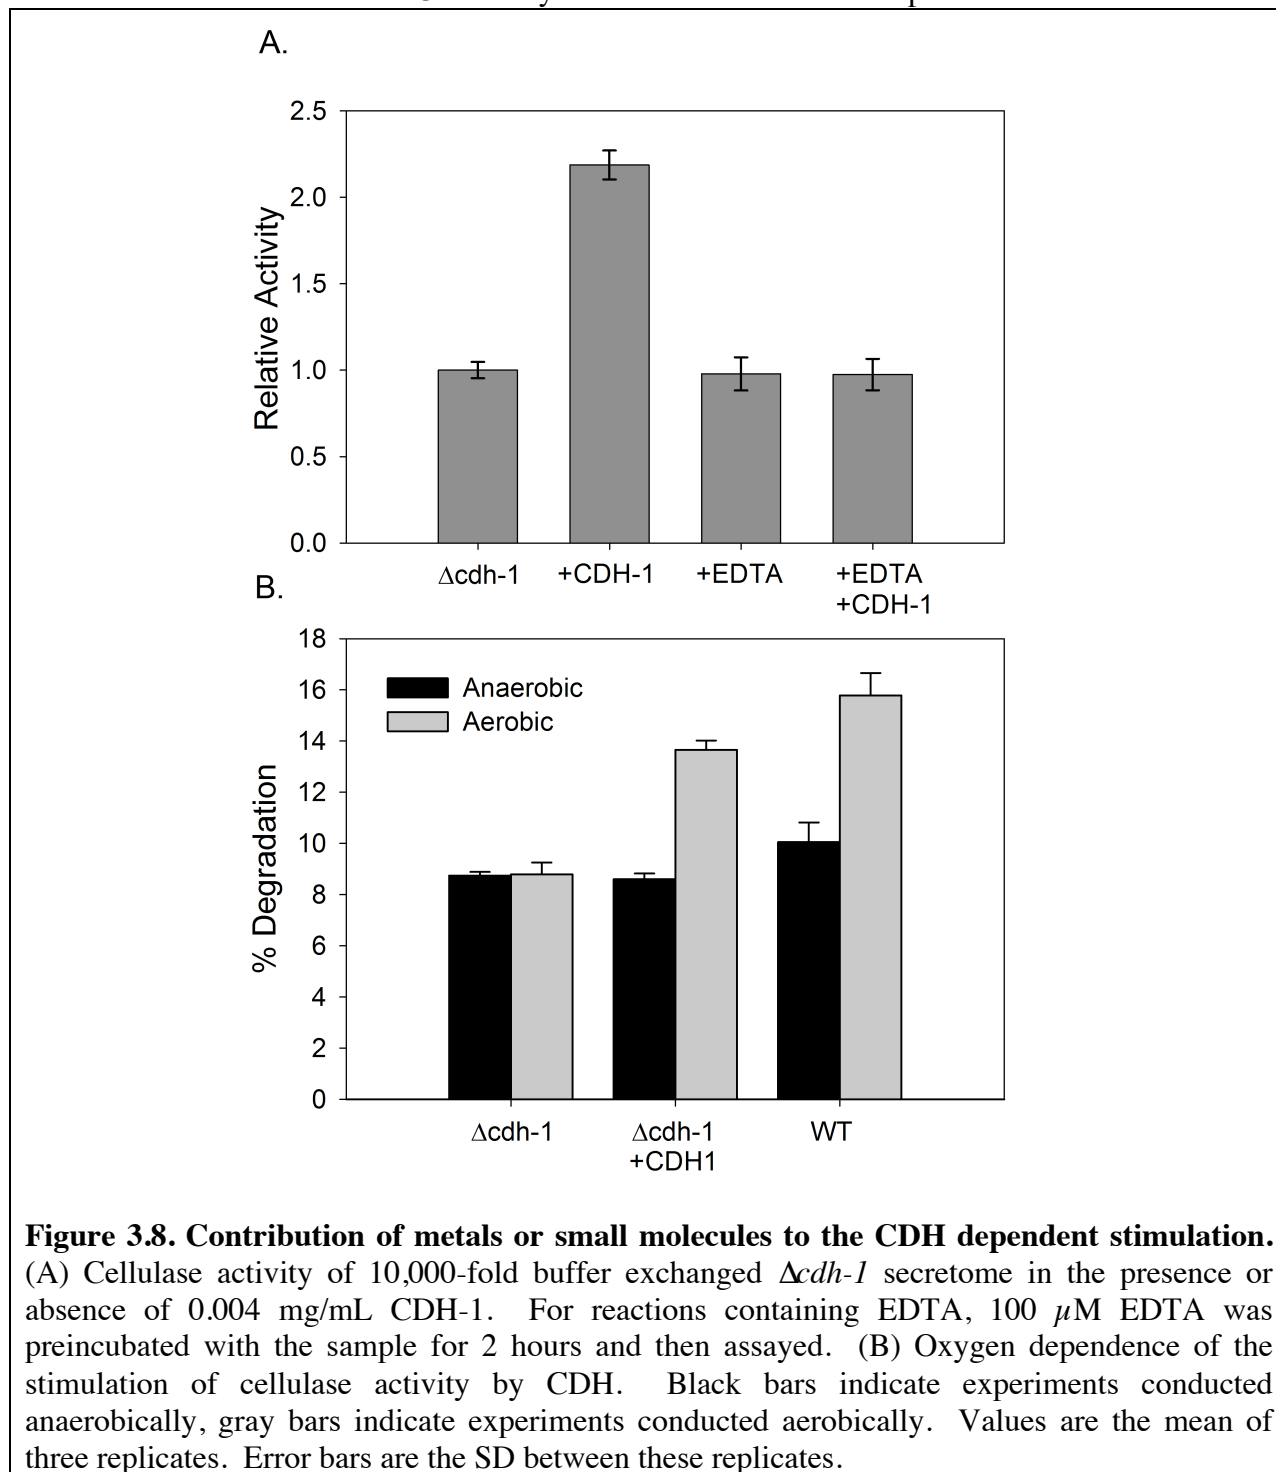 A.
2.5
2.0
1.5
1.0
0.5
0.0
Relative Activity
Δcdh-1 +CDH-1 +EDTA +EDTA
+CDH-1
B.
18
16
14
12
10
8
6
4
2
0
% Degradation
Anaerobic
Aerobic
Δcdh-1 Δcdh-1 WT
+CDH1
Figure 3.8. Contribution of metals or small molecules to the CDH dependent stimulation.
(A) Cellulase activity of 10,000-fold buffer exchanged Δcdh-1 secretome in the presence or
absence of 0.004 mg/mL CDH-1. For reactions containing EDTA, 100 µM EDTA was
preincubated with the sample for 2 hours and then assayed. (B) Oxygen dependence of the
stimulation of cellulase activity by CDH. Black bars indicate experiments conducted
anaerobically, gray bars indicate experiments conducted aerobically. Values are the mean of
three replicates. Error bars are the SD between these replicates.